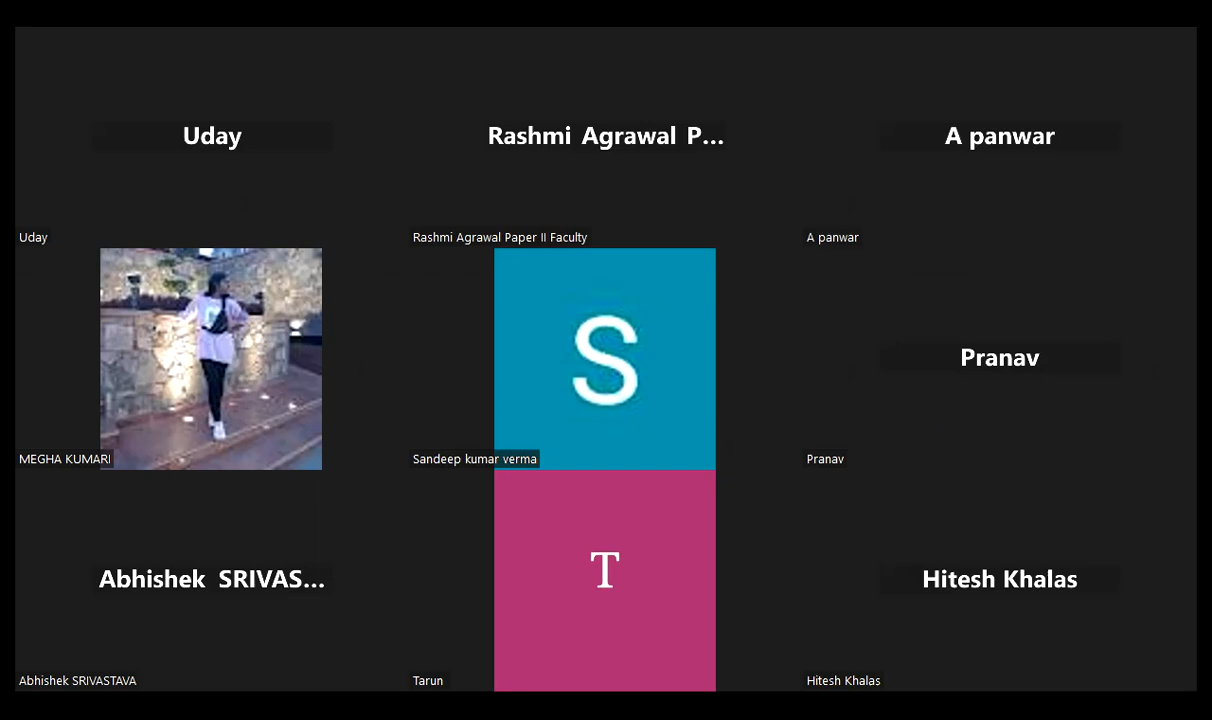 Uday
Rashmi Agrawal P...
A panwar
Uday
Rashmi Agrawal Paper II Faculty
A panwar
S
Pranav
MEGHA KUMARI
Sandeep kumar verma
Pranav
Abhishek SRIVAS...
T
Hitesh Khalas
Abhishek SRIVASTAVA
Tarun
Hitesh Khalas